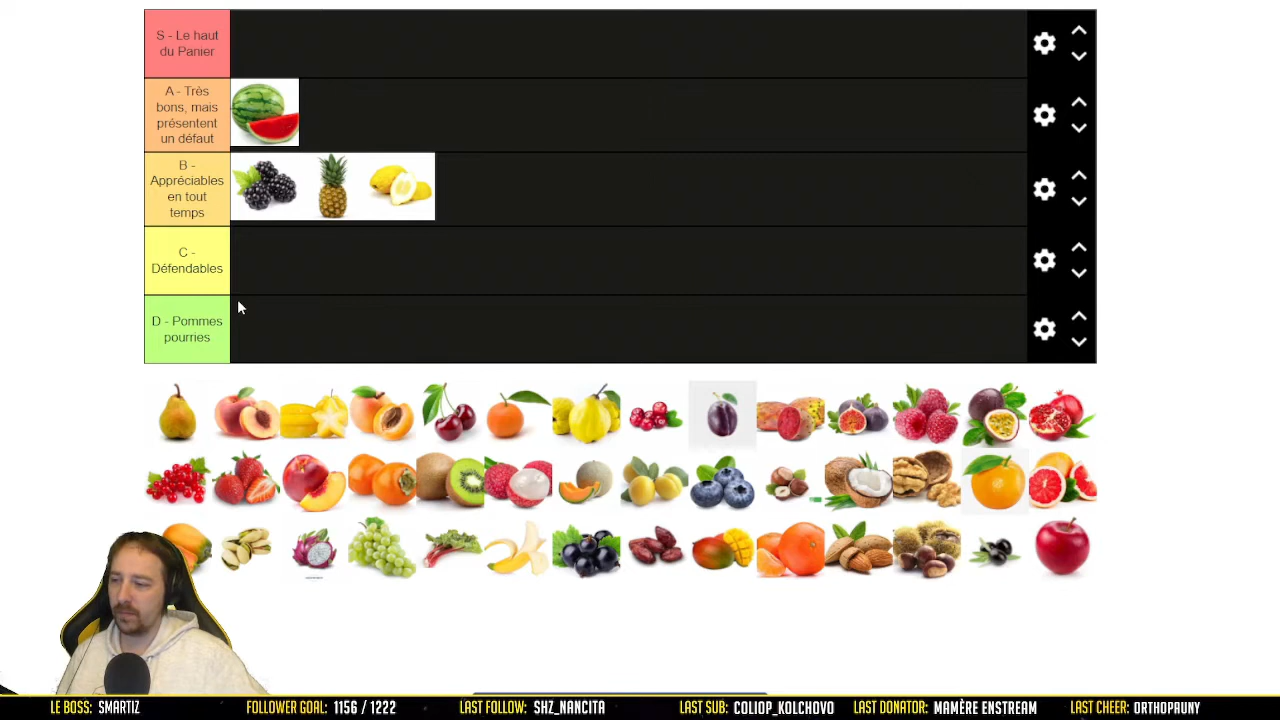 S - Le haut
du Panier
A - Très
bons, mais
présentent
un défaut
B -
Appréciables
en tout
temps
C -
Défendables
D - Pommes
pourries
LE BOSS: SMARTIZ
FOLLOWER GOAL: 1156 / 1222
LAST FOLLOW: SHZ_NANCITA
LAST SUB: COLIOP_KOLCHOVO
LAST DONATOR: MAMÈRE ENSTREAM
LAST CHEER: ORTHOPAUNY